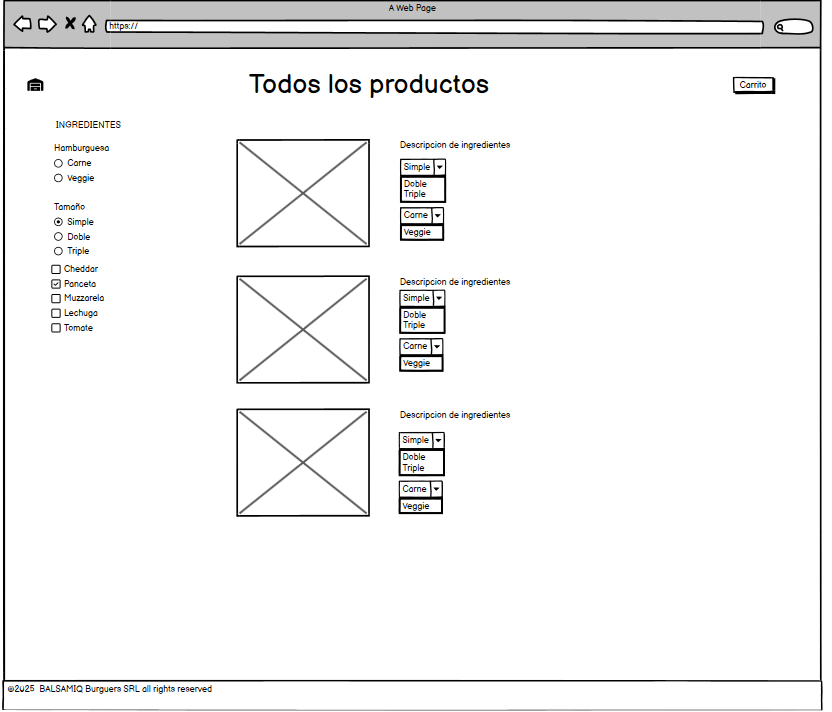 A Web Page
https://
Todos los productos
Carrito
INGREDIENTES
Hamburguesa
Carne
Veggie
Tamaño
Simple
Doble
Triple
Cheddar
Panceta
Muzzarela
Lechuga
Tomate
Descripcion de ingredientes
Simple
Doble
Triple
Carne
Veggie
Descripcion de ingredientes
Simple
Doble
Triple
Carne
Veggie
Descripcion de ingredientes
Simple
Doble
Triple
Carne
Veggie
©2025 BALSAMIQ Burguers SRL all rights reserved